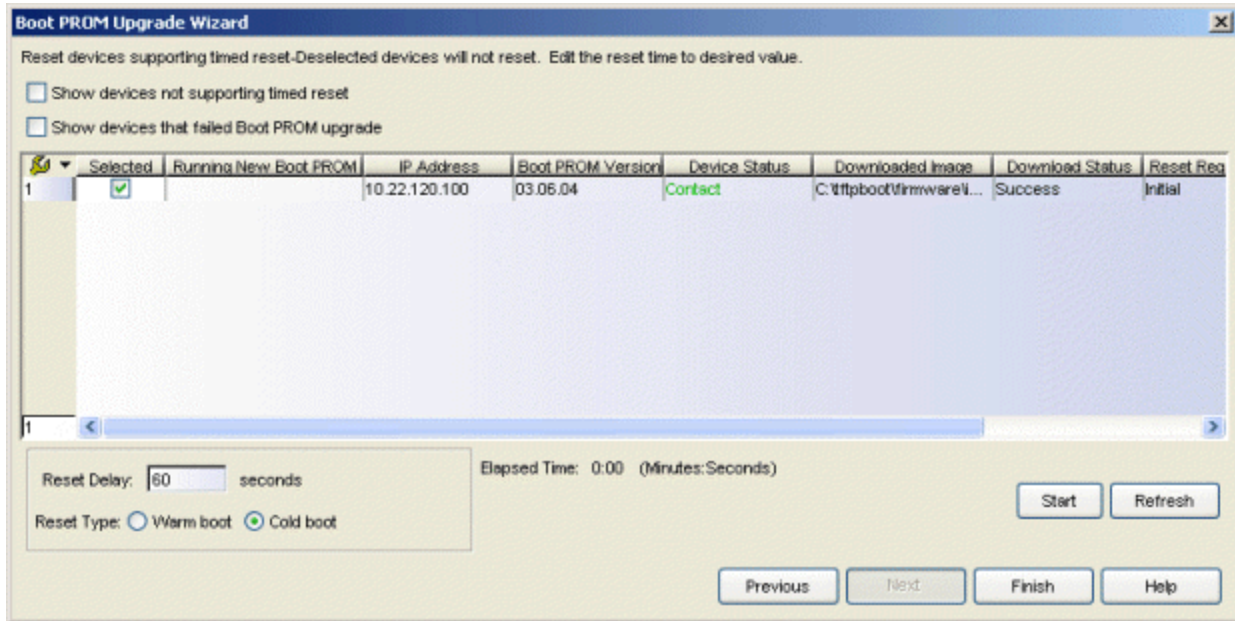 Boot PROM Upgrade Wizard
Reset devices supporting timed reset-Deselected devices will not reset. Edit the reset time to desired value.
Show devices not supporting timed reset
Show devices that failed Boot PROM upgrade
Selected Running New Boot PROM IP Address Boot PROM Version Device Status Downloaded Image Download Status Reset Req
1 10.22.120.100 03.06.04 Contact C:\tftpboot\firmware\i... Success Initial
1
Reset Delay: 60 seconds
Elapsed Time: 0:00 (Minutes:Seconds)
Start Refresh
Reset Type: Warm boot Cold boot
Previous Next Finish Help